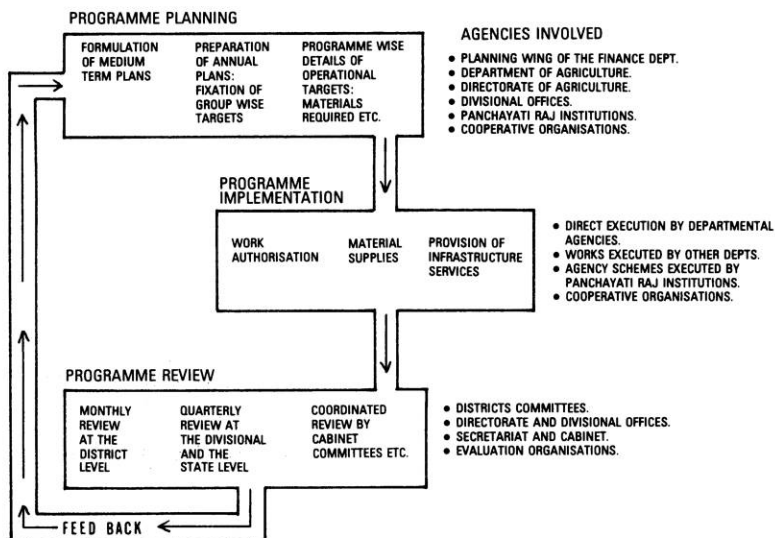 PROGRAMME PLANNING
FORMULATION
OF MEDIUM
TERM PLANS
PREPARATION
OF ANNUAL
PLANS:
FIXATION OF
GROUP WISE
TARGETS
PROGRAMME WISE
DETAILS OF
OPERATIONAL
TARGETS:
MATERIALS
REQUIRED ETC.
AGENCIES INVOLVED
• PLANNING WING OF THE FINANCE DEPT.
• DEPARTMENT OF AGRICULTURE.
• DIRECTORATE OF AGRICULTURE.
• DIVISIONAL OFFICES.
• PANCHAYATI RAJ INSTITUTIONS.
• COOPERATIVE ORGANISATIONS.
PROGRAMME
IMPLEMENTATION
WORK
AUTHORISATION
MATERIAL
SUPPLIES
PROVISION OF
INFRASTRUCTURE
SERVICES
• DIRECT EXECUTION BY DEPARTMENTAL
AGENCIES.
• WORKS EXECUTED BY OTHER DEPTS.
• AGENCY SCHEMES EXECUTED BY
PANCHAYATI RAJ INSTITUTIONS.
• COOPERATIVE ORGANISATIONS.
PROGRAMME REVIEW
MONTHLY
REVIEW
AT THE
DISTRICT
LEVEL
QUARTERLY
REVIEW AT
THE DIVISIONAL
AND THE
STATE LEVEL
COORDINATED
REVIEW BY
CABINET
COMMITTEES ETC.
• DISTRICTS COMMITTEES.
• DIRECTORATE AND DIVISIONAL OFFICES.
• SECRETARIAT AND CABINET.
• EVALUATION ORGANISATIONS.
FEED BACK